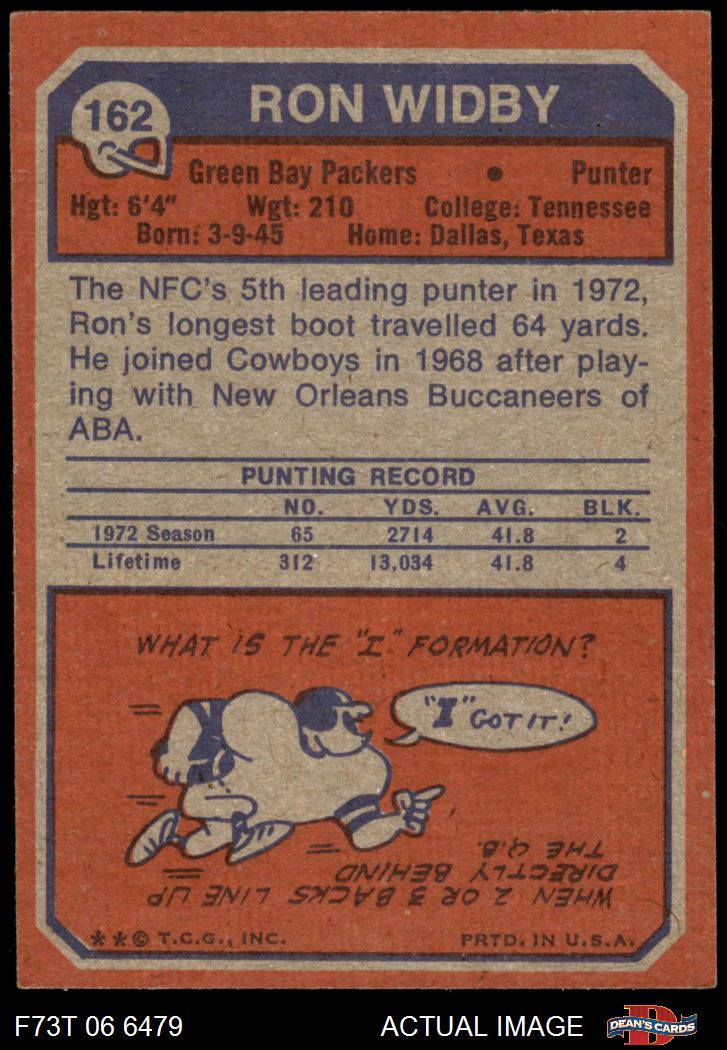 162
RON WIDBY
Green Bay Packers • Punter
Hgt: 6'4" Wgt: 210 College: Tennessee
Born: 3-9-45 Home: Dallas, Texas
The NFC's 5th leading punter in 1972,
Ron's longest boot travelled 64 yards.
He joined Cowboys in 1968 after play-
ing with New Orleans Buccaneers of
ABA.
PUNTING RECORD
NO. YDS. AVG. BLK.
1972 Season 65 2714 41.8 2
Lifetime 312 13,034 41.8 4
WHAT IS THE "I" FORMATION?
"I" GOT IT!
WHEN 2 OR 3 BACKS LINE UP
DIRECTLY BEHIND
THE Q.B.
**© T.C.G., INC. PRTD. IN U.S.A.
F73T 06 6479 ACTUAL IMAGE
D
DEAN'S CARDS